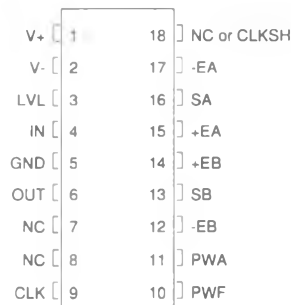 V+ 1 18 NC or CLKSH
V- 2 17 -EA
LVL 3 16 SA
IN 4 15 +EA
GND 5 14 +EB
OUT 6 13 SB
NC 7 12 -EB
NC 8 11 PWA
CLK 9 10 PWF